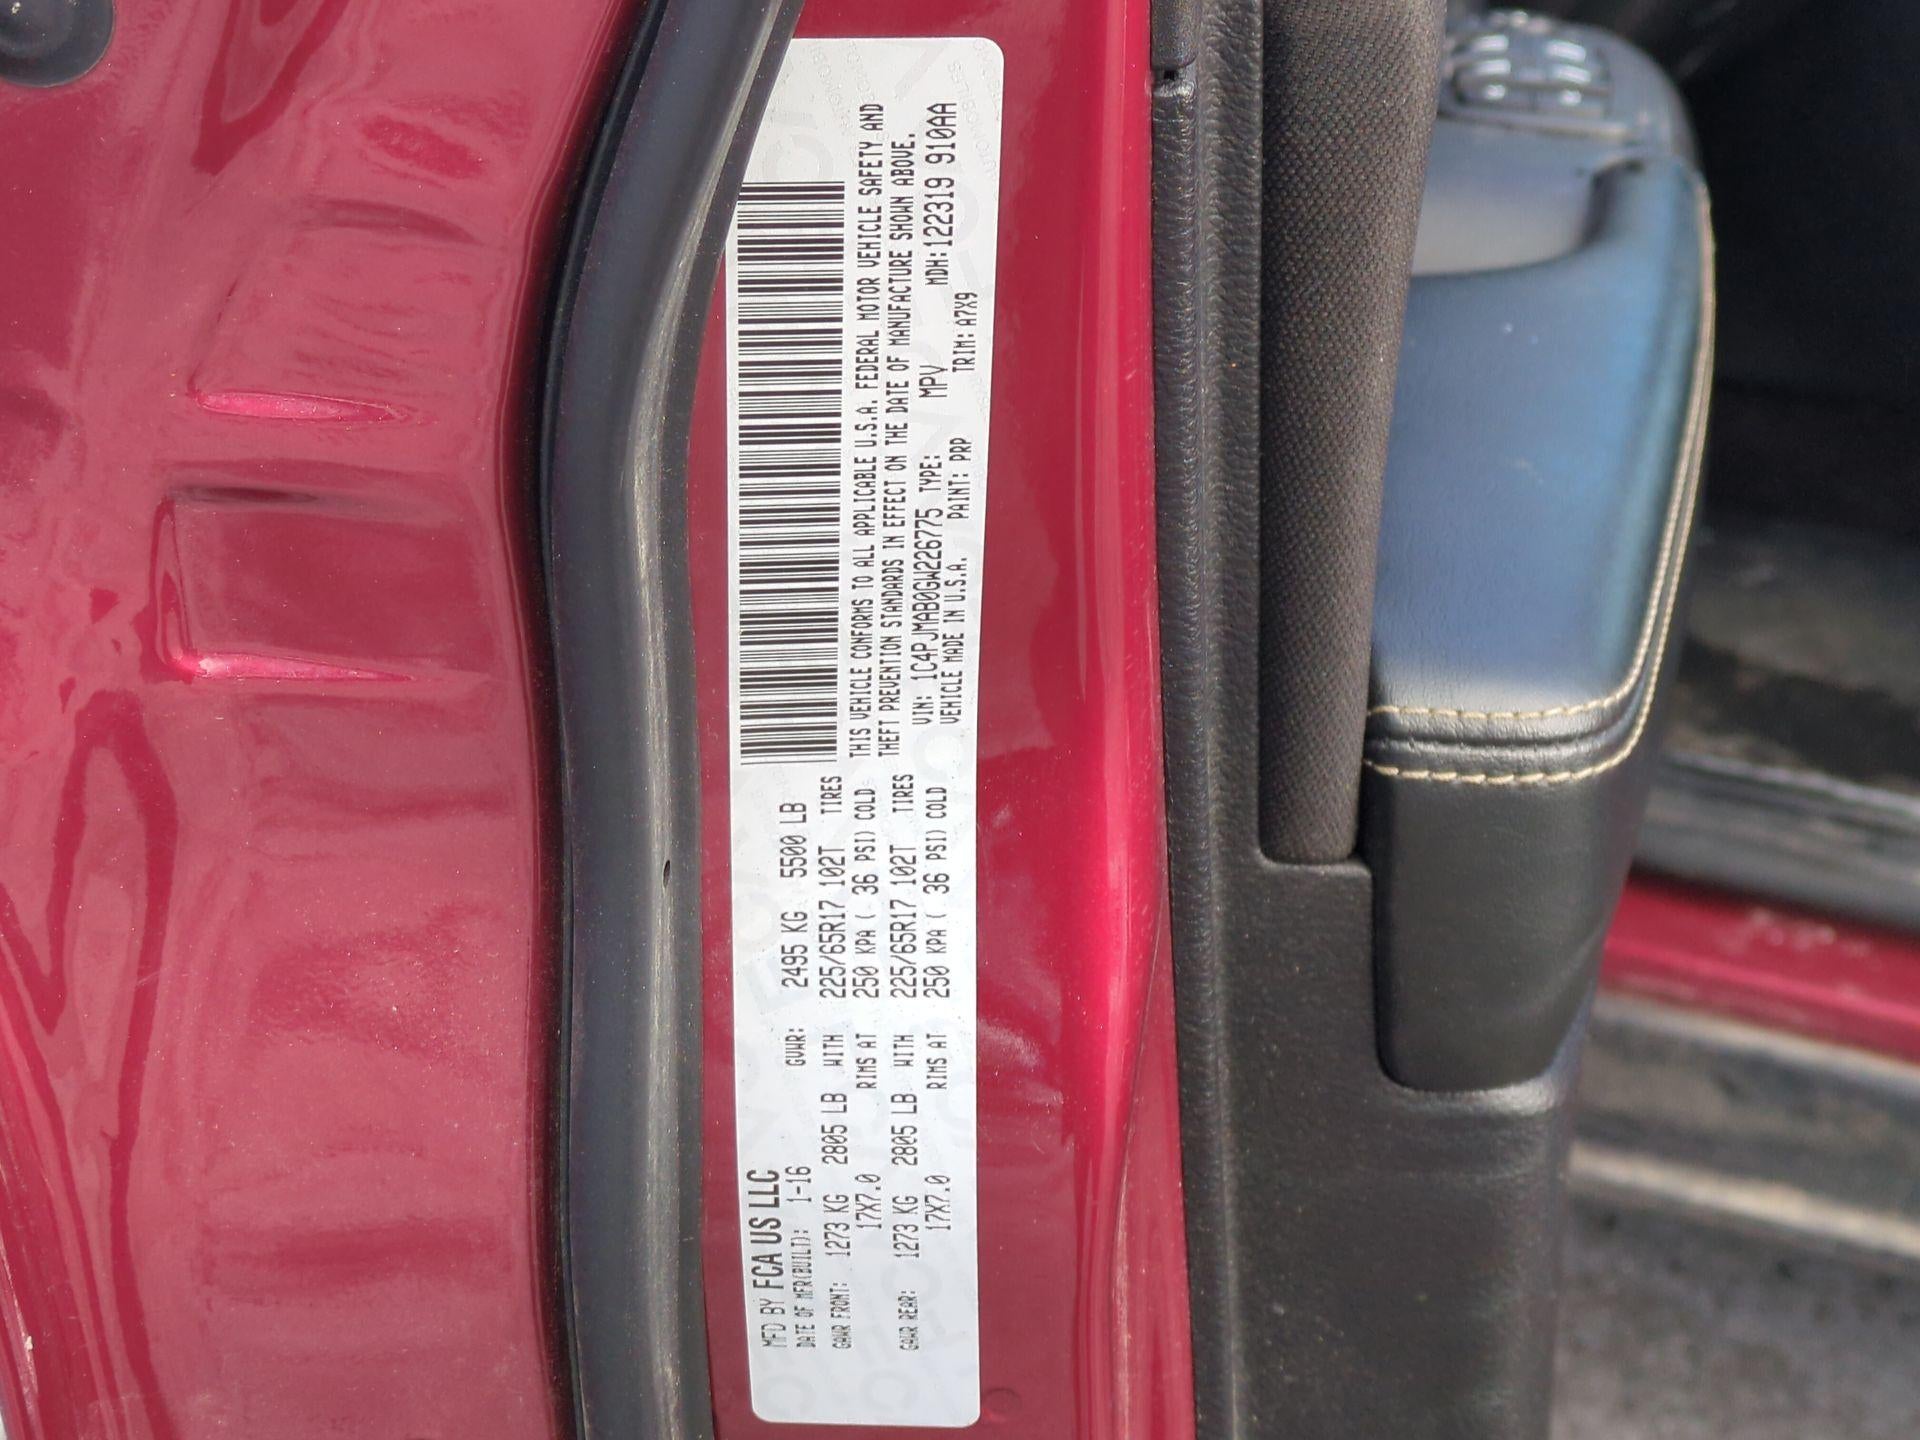 MFD BY FCA US LLC
DATE OF MFR(BUILT): 1-16 GVWR: 2495 KG 5500 LB
GAWR FRONT: 1273 KG 2805 LB WITH 225/65R17 102T TIRES
17X7.0 RIMS AT 250 KPA ( 36 PSI) COLD
GAWR REAR: 1273 KG 2805 LB WITH 225/65R17 102T TIRES
17X7.0 RIMS AT 250 KPA ( 36 PSI) COLD
THIS VEHICLE CONFORMS TO ALL APPLICABLE U.S.A. FEDERAL MOTOR VEHICLE SAFETY AND
THEFT PREVENTION STANDARDS IN EFFECT ON THE DATE OF MANUFACTURE SHOWN ABOVE.
VIN: 1C4PJMAB0GW226775 TYPE: MPV MDH:122319 910AA
VEHICLE MADE IN U.S.A. PAINT: PRP TRIM: A7X9